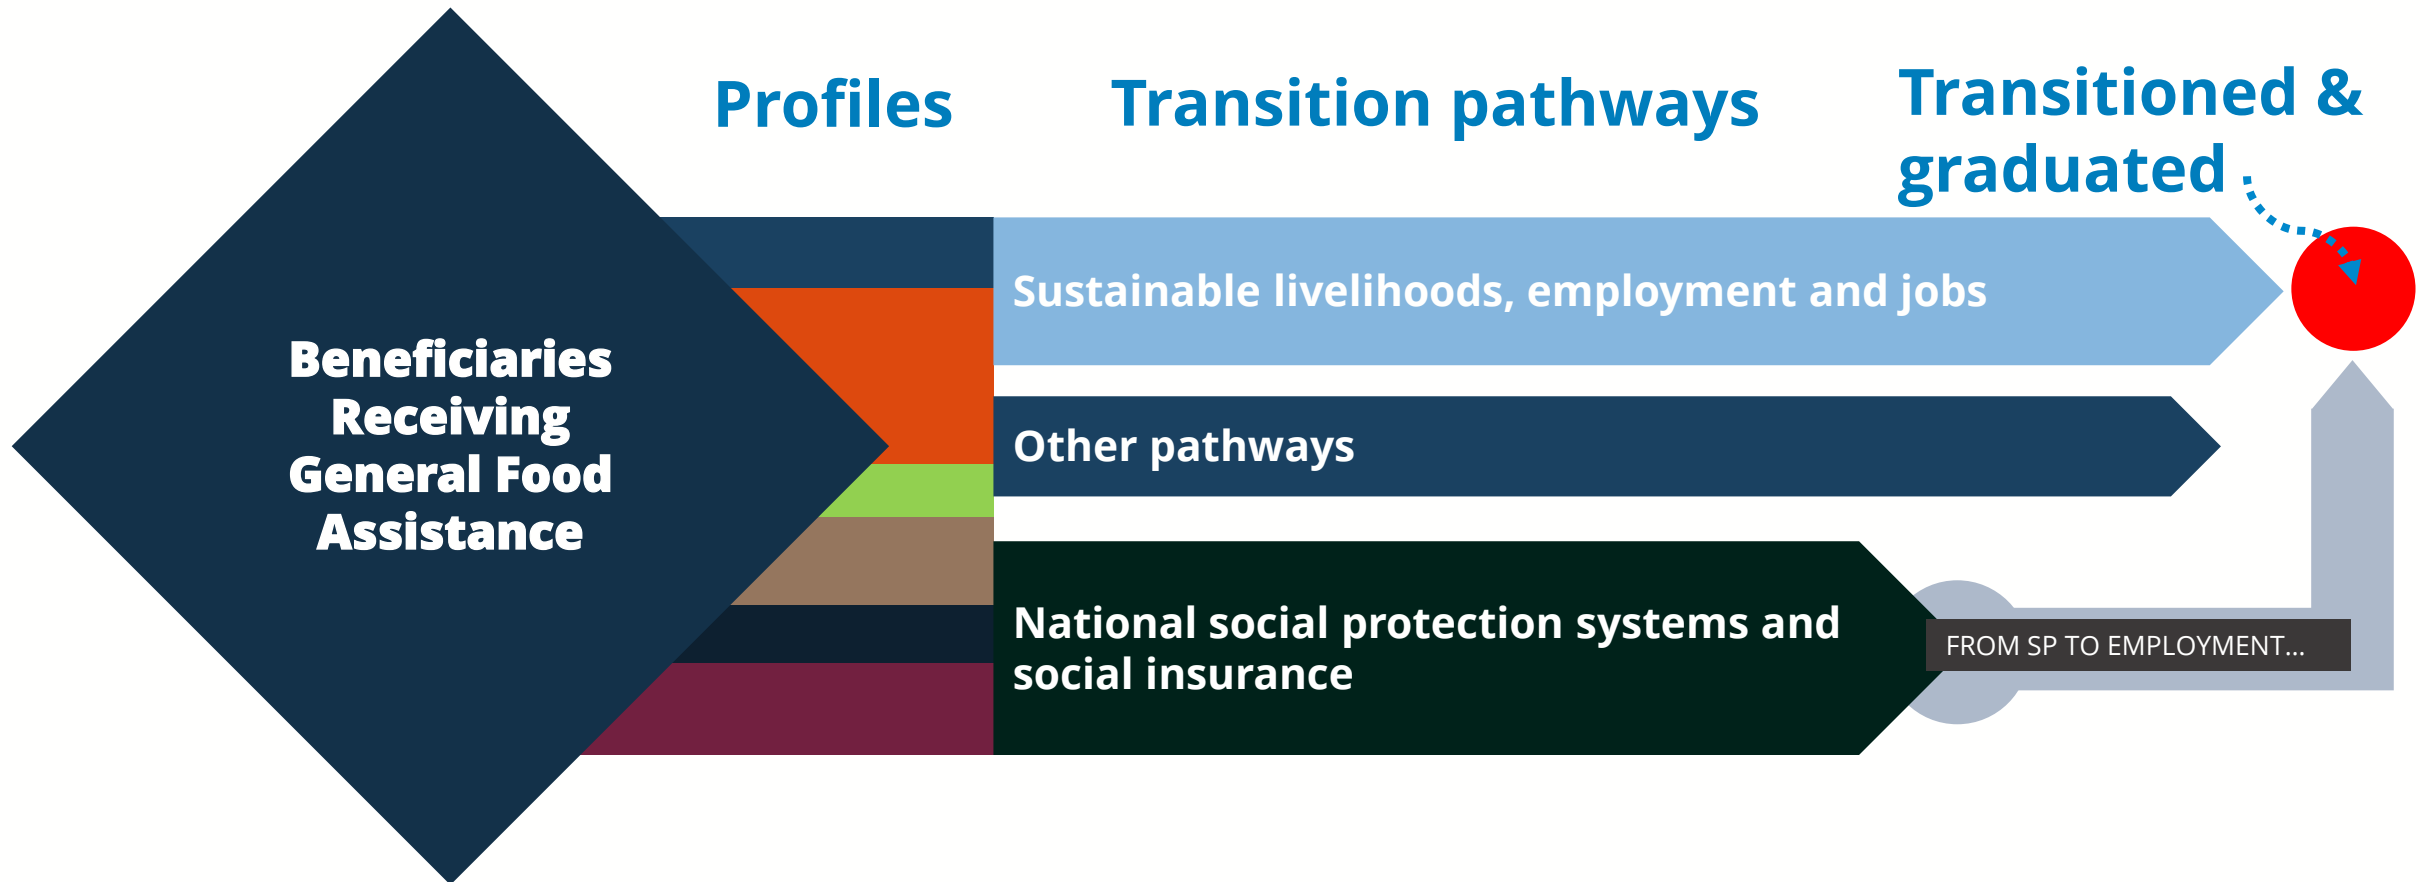 Profiles
Transition pathways
Transitioned &
graduated
Beneficiaries
Receiving
General Food
Assistance
Sustainable livelihoods, employment and jobs
Other pathways
National social protection systems and
social insurance
FROM SP TO EMPLOYMENT...